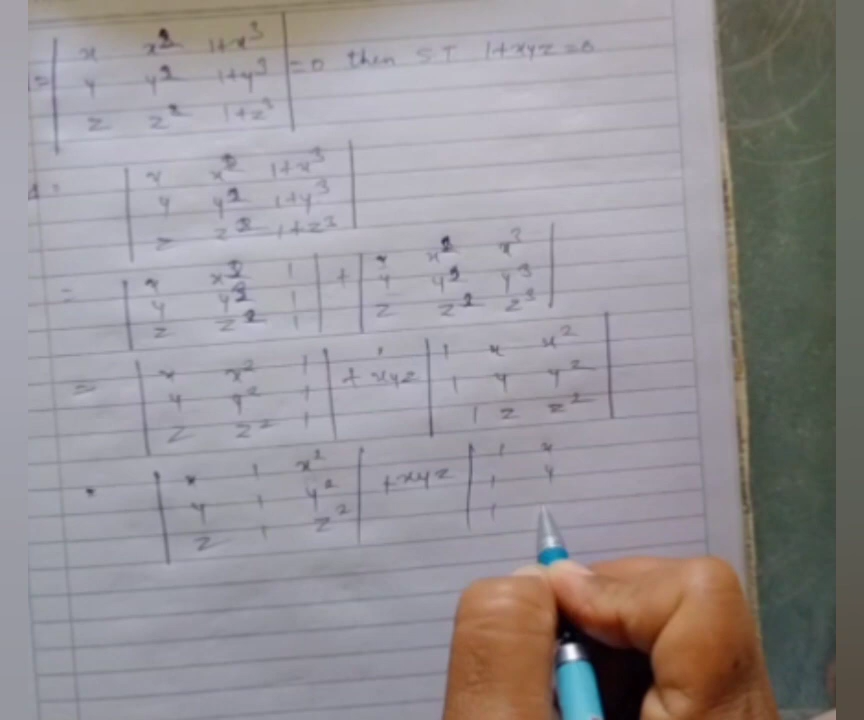 = | x x² 1+x³ | = 0 then S T 1+xyz = 0
| y y² 1+y³ |
| z z² 1+z³ |
= | x x² 1+x³ |
| y y² 1+y³ |
| z z² 1+z³ |
= | x x² 1 | + | x x² x³ |
| y y² 1 | | y y² y³ |
| z z² 1 | | z z² z³ |
= | x x² 1 | + xyz | 1 x x² |
| y y² 1 | | 1 y y² |
| z z² 1 | | 1 z z² |
| x 1 x² | + xyz | 1 x
| y 1 y² | | 1 y
| z 1 z² | | 1